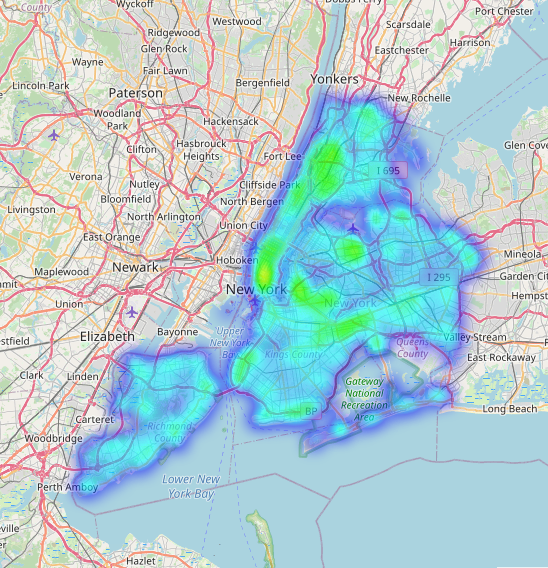 Dobbs Ferry
Port Chester
County
Wyckoff
Westwood
Scarsdale
Ridgewood
Glen Rock
Eastchester
Harrison
Wayne
Fair Lawn
Yonkers
Lincoln Park
Bergenfield
Paterson
New Rochelle
Woodland
Park
Hackensack
Clifton
Hasbrouck
Heights
Fort Lee
Glen Cove
Verona
Nutley
Cliffside Park
I 695
Bloomfield
North Bergen
Livingston
North Arlington
Union City
East Orange
Maplewood
Newark
Hoboken
Mineola
I 295
Garden City
New York
Hempst
Union
New York
Bayonne
Upper
New York
Bay
Elizabeth
Valley Stream
stfield
Queens
County
Kings County
East Rockaway
Clark
Linden
Gateway
National
Recreation
Area
Long Beach
BP
Carteret
Richmond
County
Woodbridge
Perth Amboy
Lower New
York Bay
ville
er
Hazlet